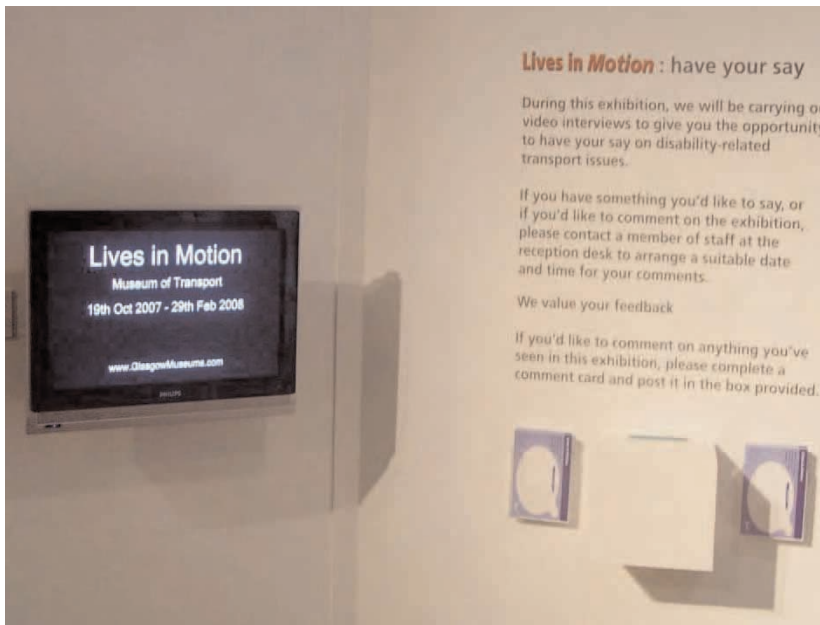 Lives in Motion
Museum of Transport
19th Oct 2007 - 29th Feb 2008
www.GlasgowMuseums.com
PHILIPS
Lives in Motion : have your say
During this exhibition, we will be carrying
video interviews to give you the opportunity
to have your say on disability-related
transport issues.
If you have something you'd like to say, or
if you'd like to comment on the exhibition,
please contact a member of staff at the
reception desk to arrange a suitable date
and time for your comments.
We value your feedback
If you'd like to comment on anything you've
seen in this exhibition, please complete a
comment card and post it in the box provided.